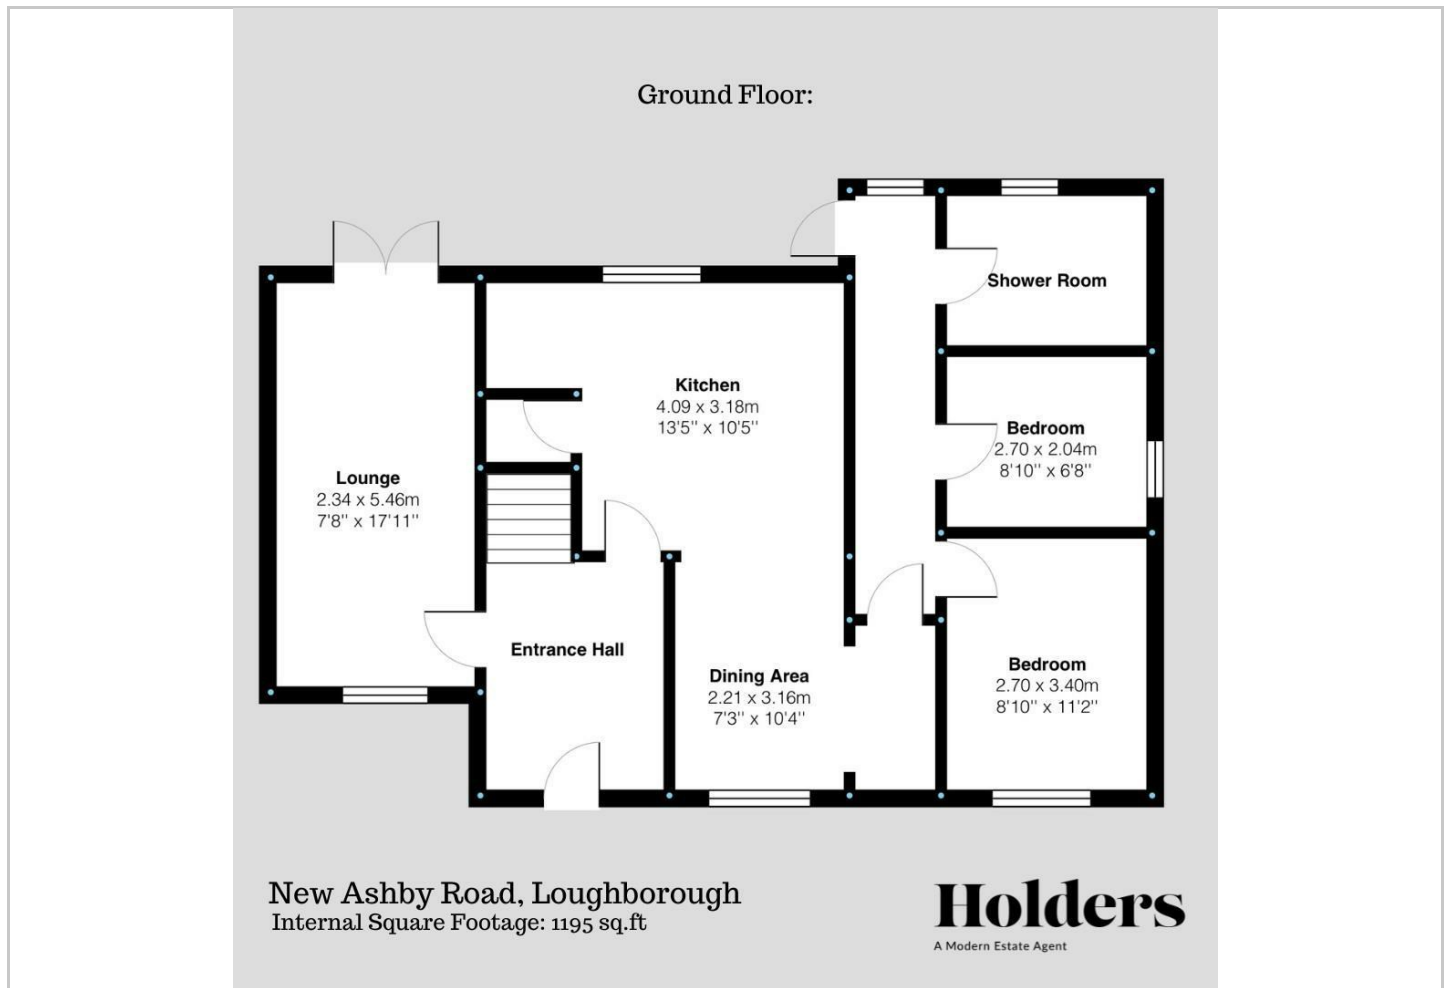 Ground Floor:
Shower Room
Kitchen
4.09 x 3.18m
13'5'' x 10'5''
Bedroom
2.70 x 2.04m
8'10'' x 6'8''
Lounge
2.34 x 5.46m
7'8'' x 17'11''
Entrance Hall
Dining Area
2.21 x 3.16m
7'3'' x 10'4''
Bedroom
2.70 x 3.40m
8'10'' x 11'2''
New Ashby Road, Loughborough
Internal Square Footage: 1195 sq.ft
Holders
A Modern Estate Agent